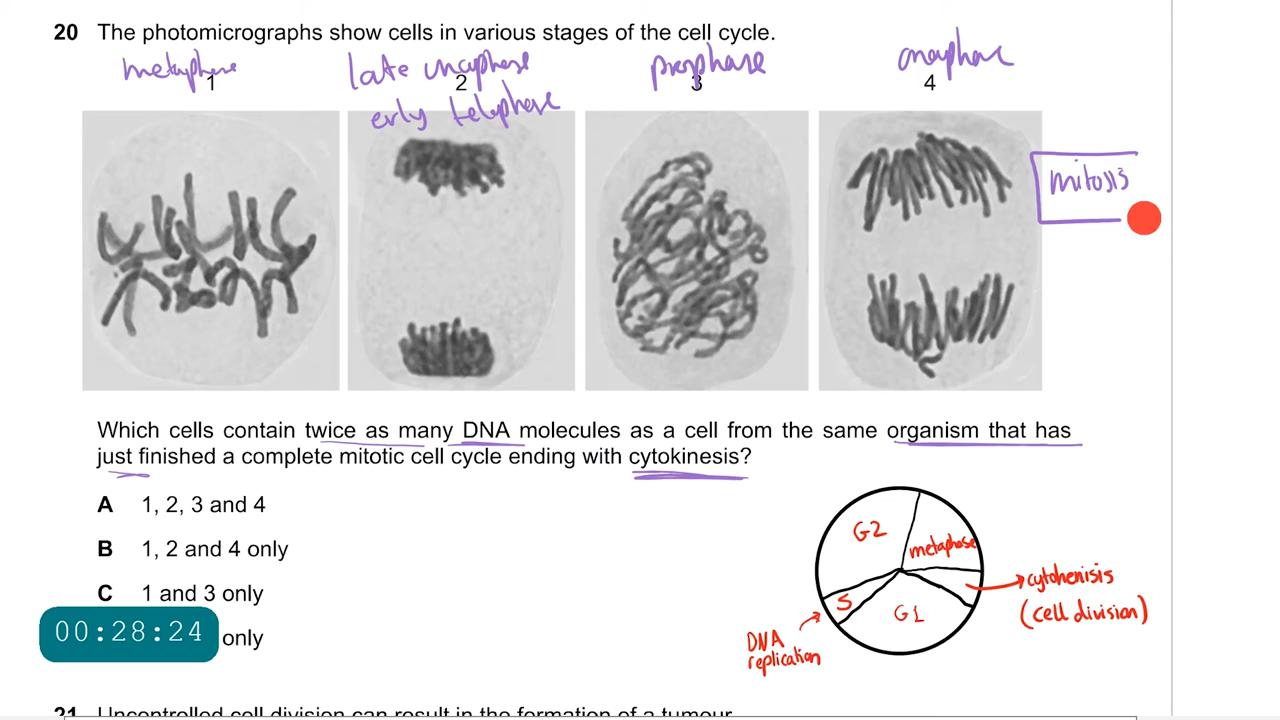 20 The photomicrographs show cells in various stages of the cell cycle.
metaphase
late anaphase
prophase
anaphase
1 2 3 4
erly telephase
mitosis
Which cells contain twice as many DNA molecules as a cell from the same organism that has
just finished a complete mitotic cell cycle ending with cytokinesis?
A 1, 2, 3 and 4
B 1, 2 and 4 only
C 1 and 3 only
only
00:28:24
G2
metaphase
cytohenisis
(cell division)
S
G1
DNA
replication
21 Uncontrolled cell division can result in the formation of a tumour